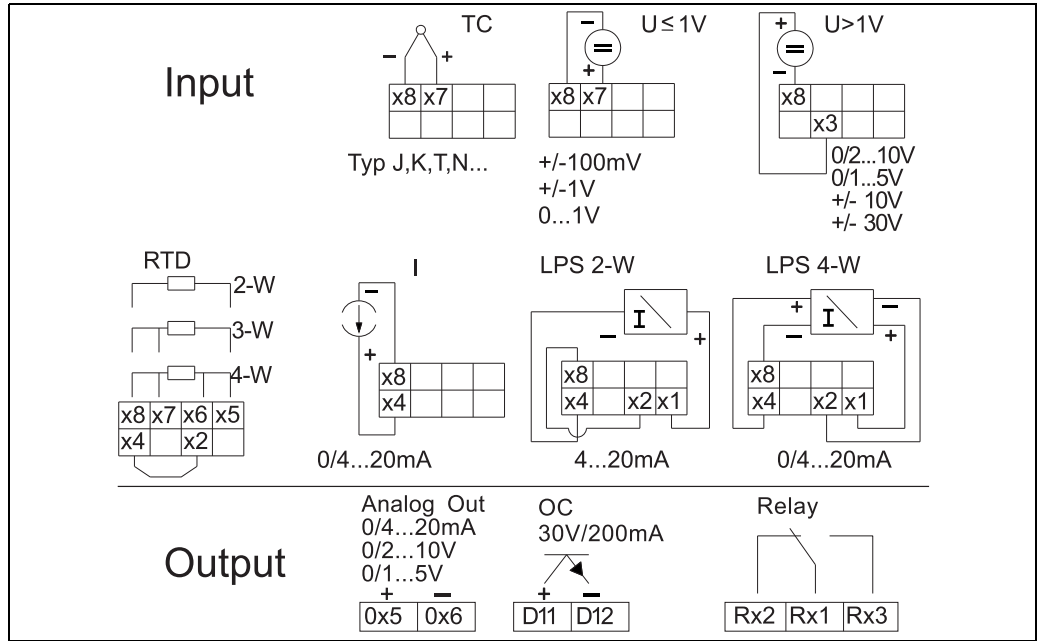 Input
TC
− +
x8 x7
Typ J,K,T,N...
U≤1V
−
+
x8 x7
+/-100mV
+/-1V
0...1V
U>1V
+
−
x8
x3
0/2...10V
0/1...5V
+/- 10V
+/- 30V
RTD
2-W
3-W
4-W
x8 x7 x6 x5
x4 x2
I
−
+
x8
x4
0/4...20mA
LPS 2-W
I
− +
x8
x4 x2 x1
4...20mA
LPS 4-W
+ I −
− +
x8
x4 x2 x1
0/4...20mA
Output
Analog Out
0/4...20mA
0/2...10V
0/1...5V
+ −
0x5 0x6
OC
30V/200mA
+ −
D11 D12
Relay
Rx2 Rx1 Rx3